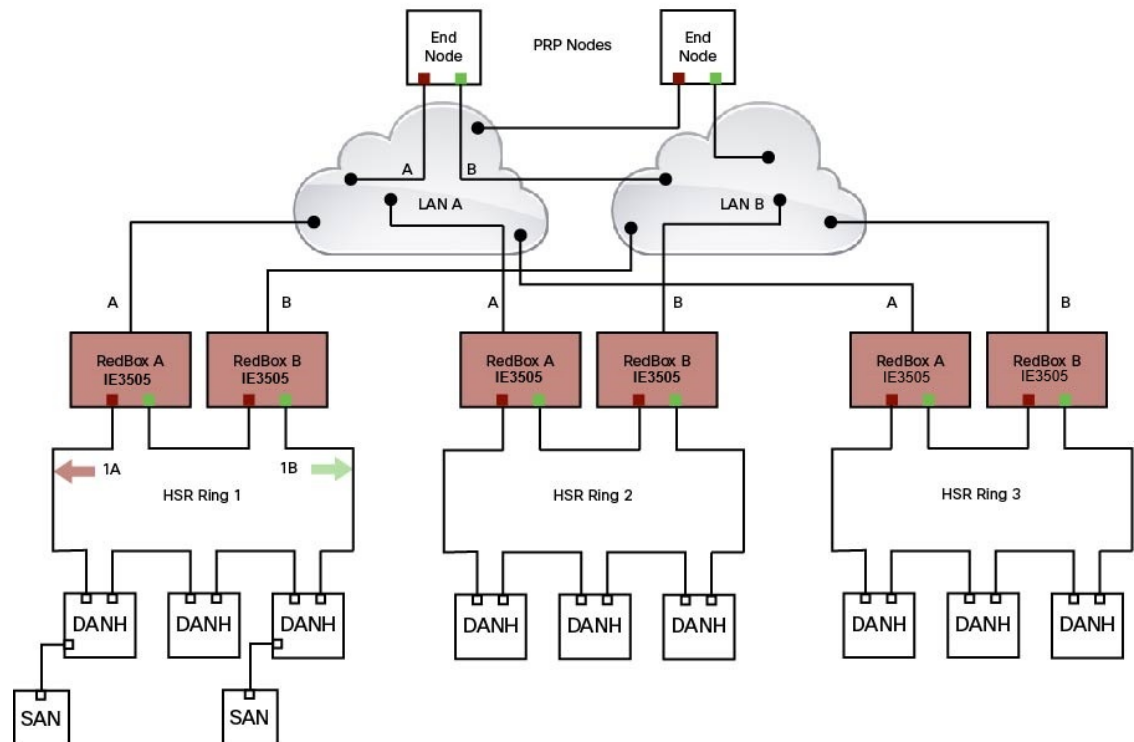 End
Node
PRP Nodes
End
Node
A
B
LAN A
LAN B
A
B
A
B
A
B
RedBox A
IE3505
RedBox B
IE3505
RedBox A
IE3505
RedBox B
IE3505
RedBox A
IE3505
RedBox B
IE3505
1A
1B
HSR Ring 1
HSR Ring 2
HSR Ring 3
DANH
DANH
DANH
DANH
DANH
DANH
DANH
DANH
DANH
SAN
SAN